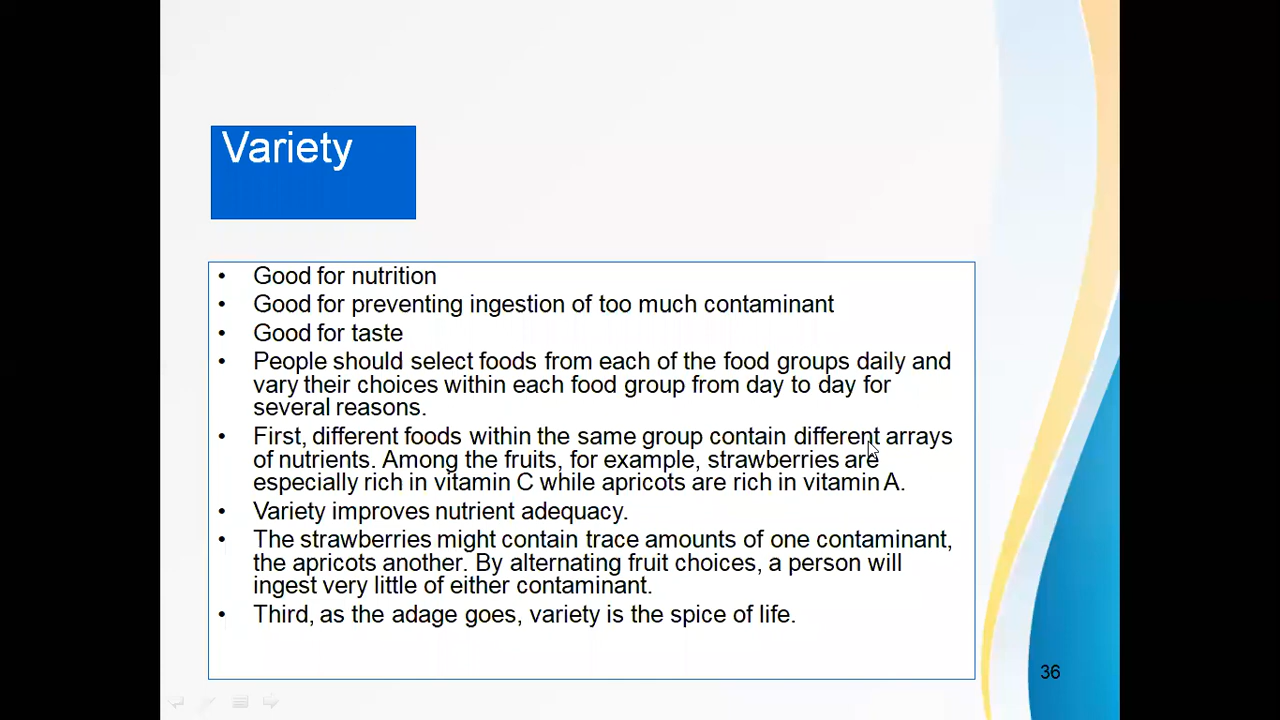 Variety
• Good for nutrition
• Good for preventing ingestion of too much contaminant
• Good for taste
• People should select foods from each of the food groups daily and
vary their choices within each food group from day to day for
several reasons.
• First, different foods within the same group contain different arrays
of nutrients. Among the fruits, for example, strawberries are
especially rich in vitamin C while apricots are rich in vitamin A.
• Variety improves nutrient adequacy.
• The strawberries might contain trace amounts of one contaminant,
the apricots another. By alternating fruit choices, a person will
ingest very little of either contaminant.
• Third, as the adage goes, variety is the spice of life.
36